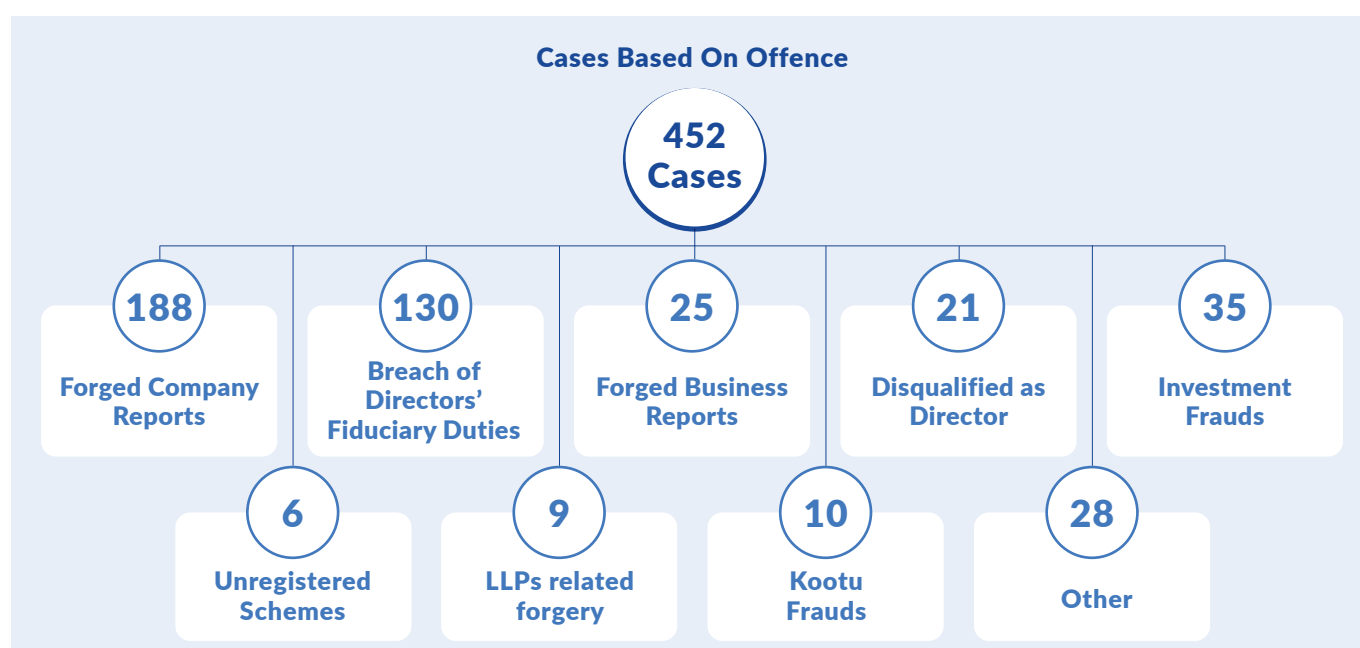 Cases Based On Offence
452
Cases
188
Forged Company
Reports
130
Breach of
Directors’
Fiduciary Duties
25
Forged Business
Reports
21
Disqualified as
Director
35
Investment
Frauds
6
Unregistered
Schemes
9
LLPs related
forgery
10
Kootu
Frauds
28
Other